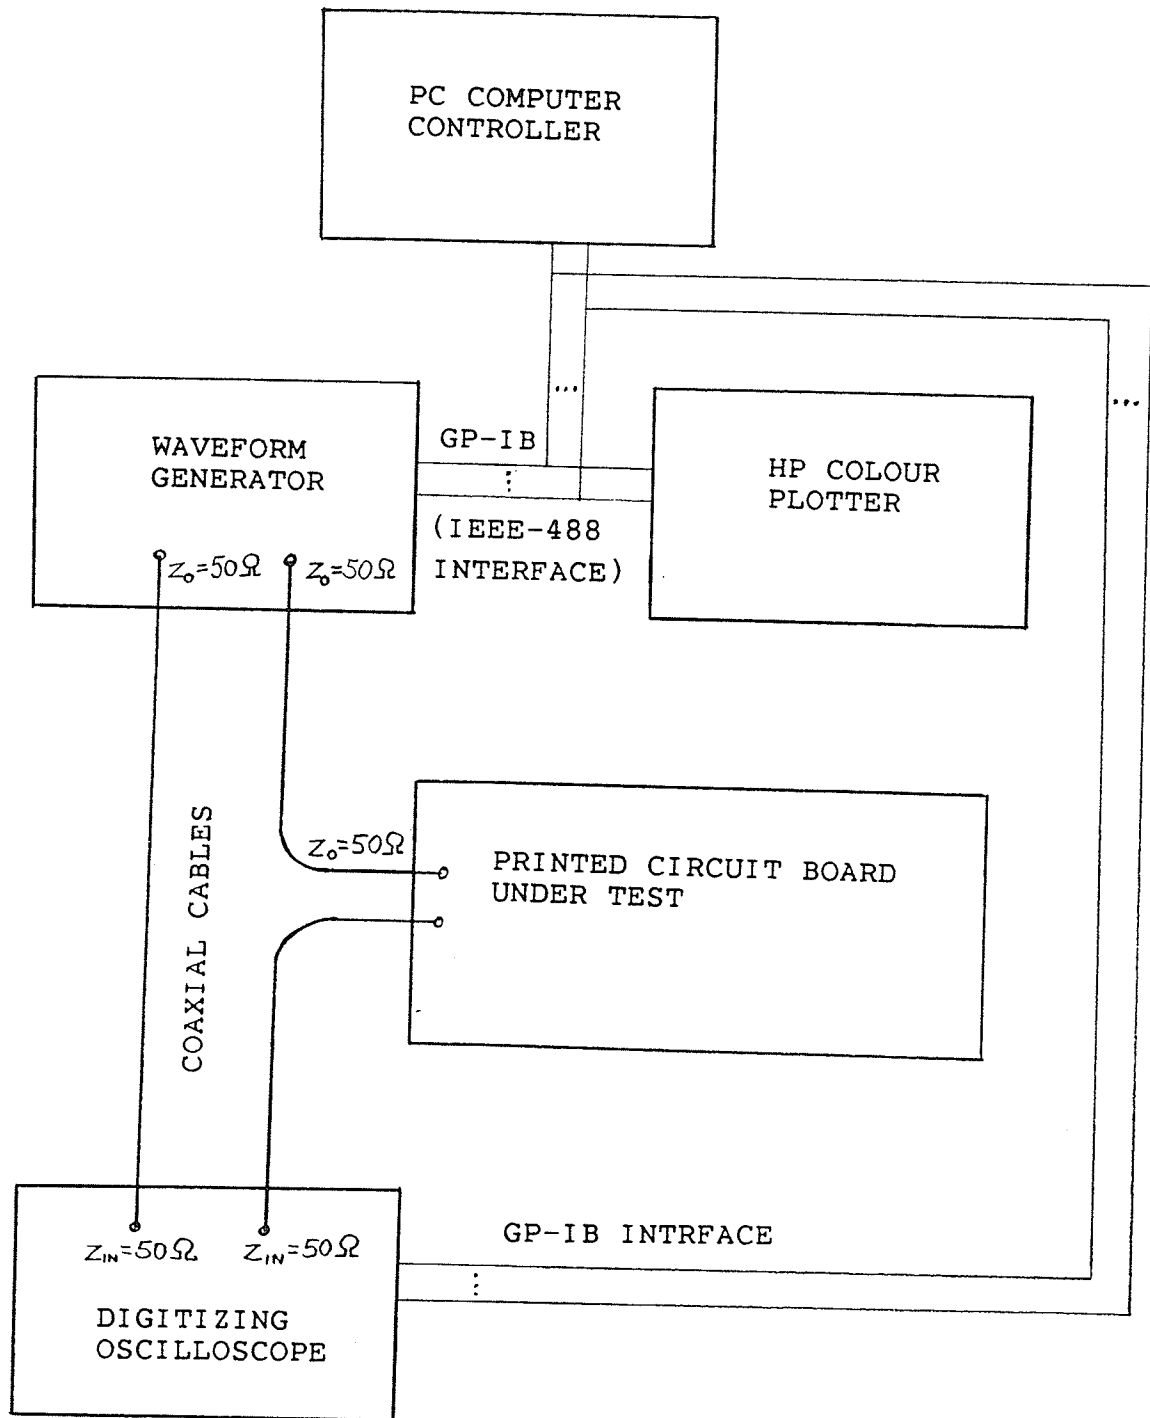 PC COMPUTER
CONTROLLER
WAVEFORM
GENERATOR
GP-IB
(IEEE-488
INTERFACE)
HP COLOUR
PLOTTER
Z₀=50Ω
Z₀=50Ω
COAXIAL CABLES
Z₀=50Ω
PRINTED CIRCUIT BOARD
UNDER TEST
Z_IN=50Ω
Z_IN=50Ω
GP-IB INTRFACE
DIGITIZING
OSCILLOSCOPE